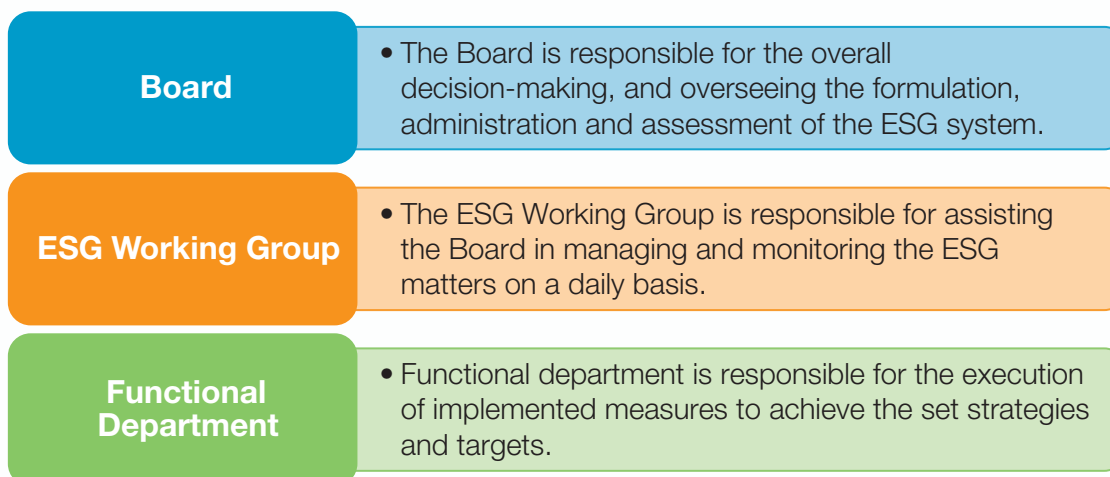 Board
• The Board is responsible for the overall
decision-making, and overseeing the formulation,
administration and assessment of the ESG system.
ESG Working Group
• The ESG Working Group is responsible for assisting
the Board in managing and monitoring the ESG
matters on a daily basis.
Functional
Department
• Functional department is responsible for the execution
of implemented measures to achieve the set strategies
and targets.